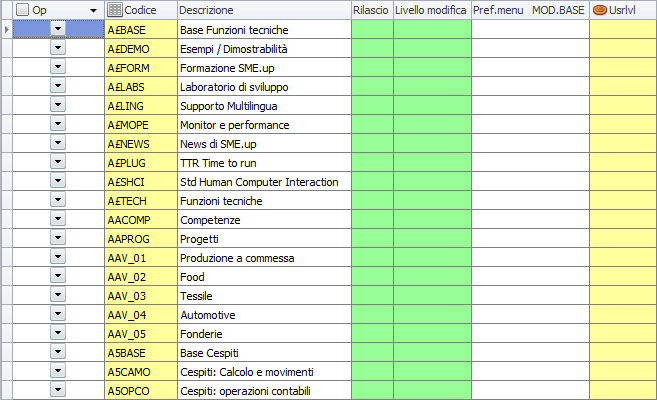 Op Codice Descrizione Rilascio Livello modifica Pref.menu MOD.BASE Usrlvl
A£BASE Base Funzioni tecniche
A£DEMO Esempi / Dimostrabilità
A£FORM Formazione SME.up
A£LABS Laboratorio di sviluppo
A£LING Supporto Multilingua
A£MOPE Monitor e performance
A£NEWS News di SME.up
A£PLUG TTR Time to run
A£SHCI Std Human Computer Interaction
A£TECH Funzioni tecniche
AACOMP Competenze
AAPROG Progetti
AAV_01 Produzione a commessa
AAV_02 Food
AAV_03 Tessile
AAV_04 Automotive
AAV_05 Fonderie
A5BASE Base Cespiti
A5CAMO Cespiti: Calcolo e movimenti
A5OPCO Cespiti: operazioni contabili